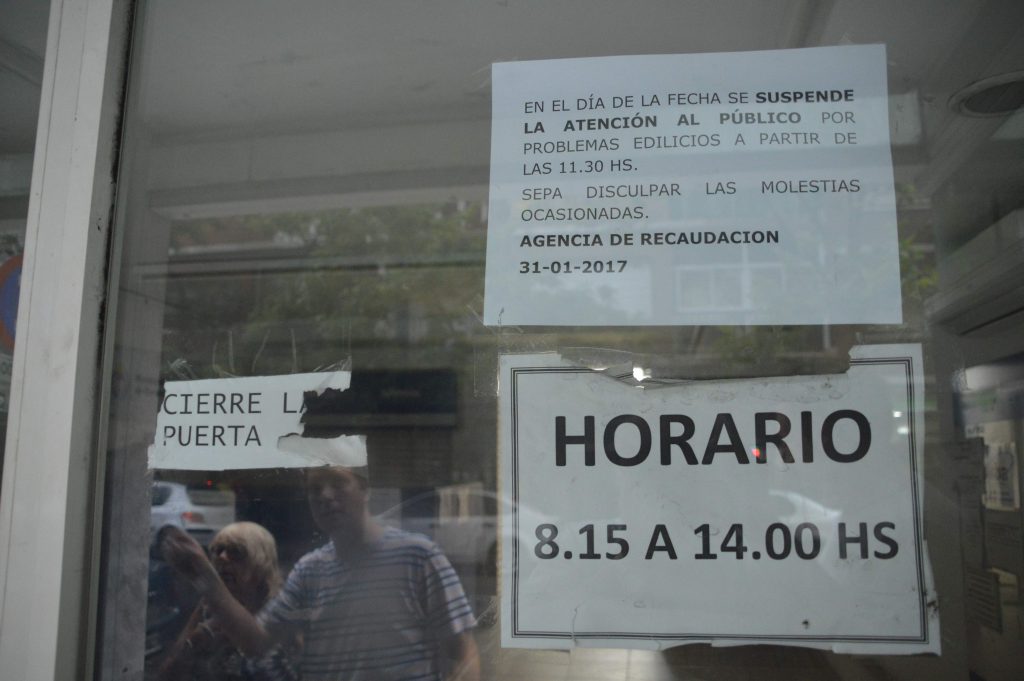 EN EL DÍA DE LA FECHA SE SUSPENDE
LA ATENCIÓN AL PÚBLICO POR
PROBLEMAS EDILICIOS A PARTIR DE
LAS 11.30 HS.
SEPA DISCULPAR LAS MOLESTIAS
OCASIONADAS.
AGENCIA DE RECAUDACION
31-01-2017
CIERRE LA
PUERTA
HORARIO
8.15 A 14.00 HS